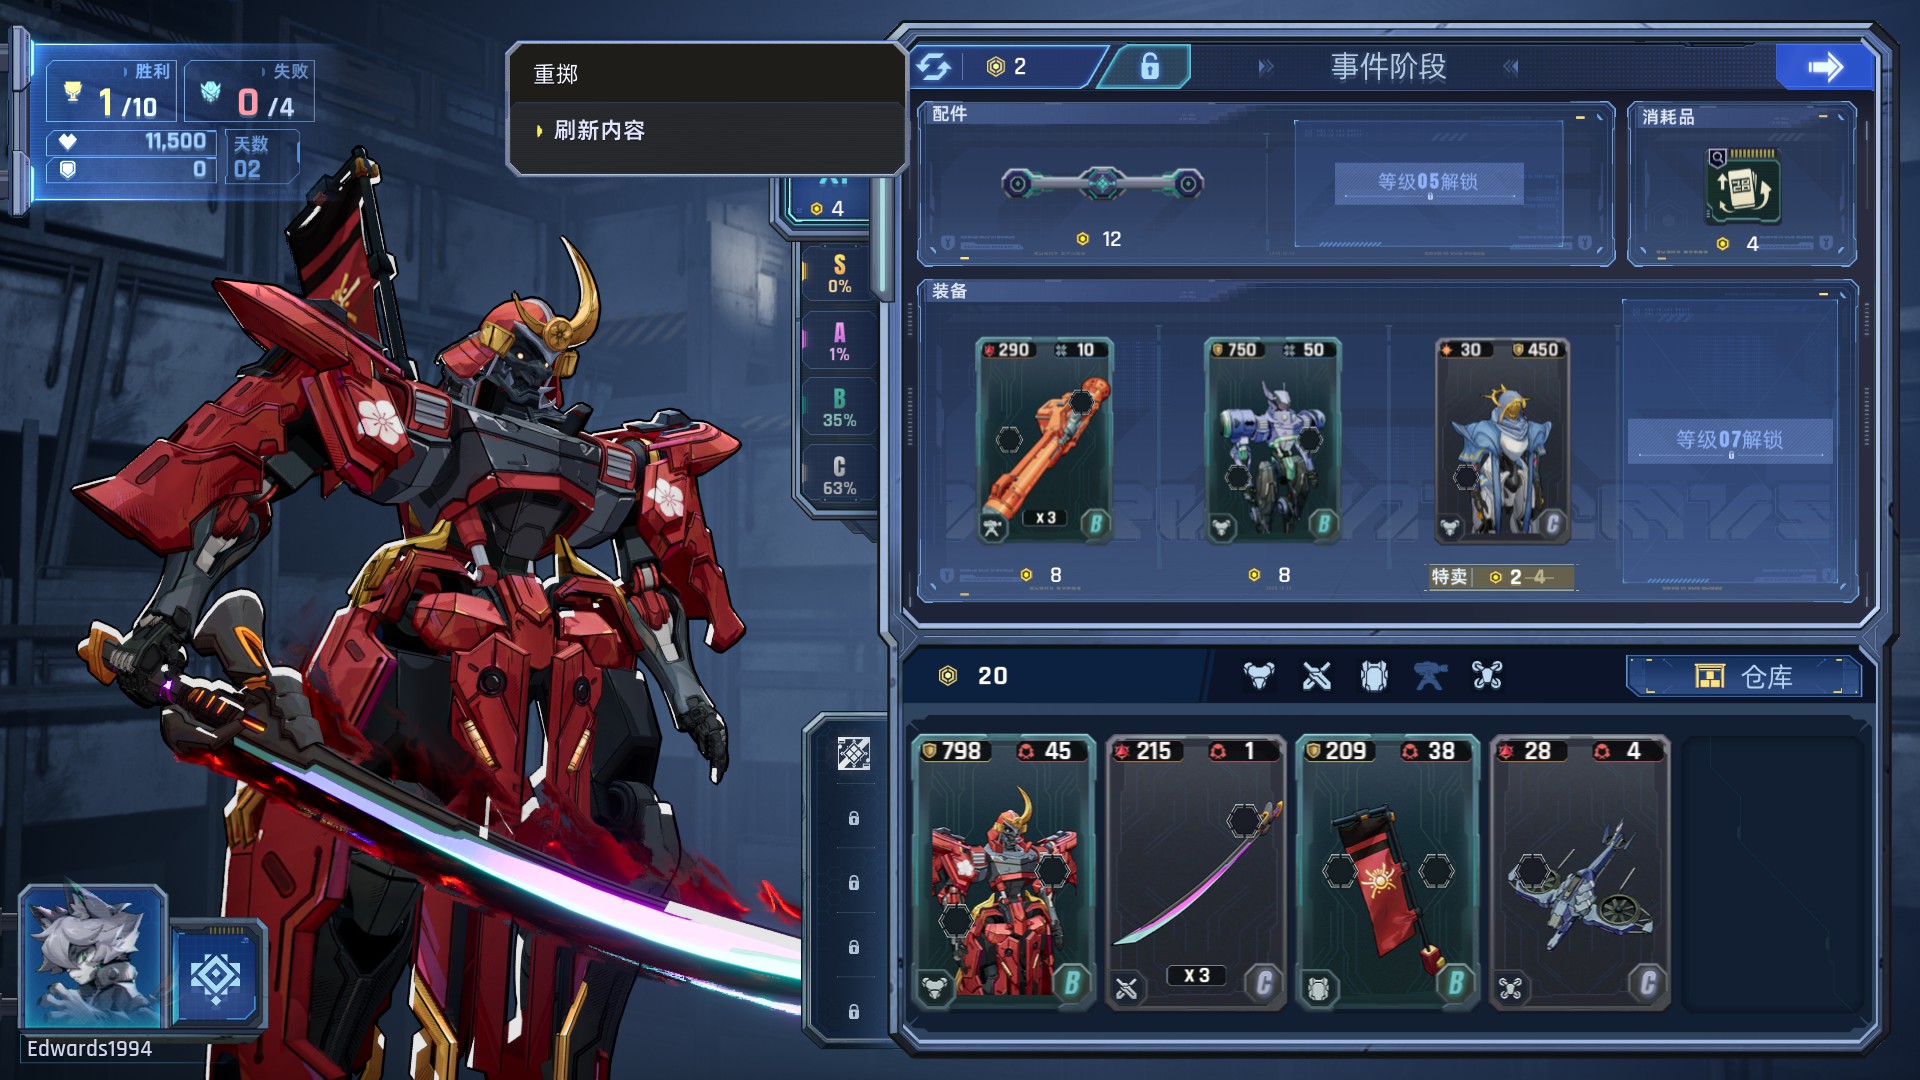 胜利
1/10
失败
0/4
11,500
0
天数
02
重掷
刷新内容
4
S
0%
A
1%
B
35%
C
63%
2
事件阶段
配件
12
等级05解锁
消耗品
4
装备
290 10
x3 B
8
750 50
B
8
30 450
C
特卖 2 4
等级07解锁
20
仓库
798 45
B
215 1
x3 C
209 38
B
28 4
C
Edwards1994